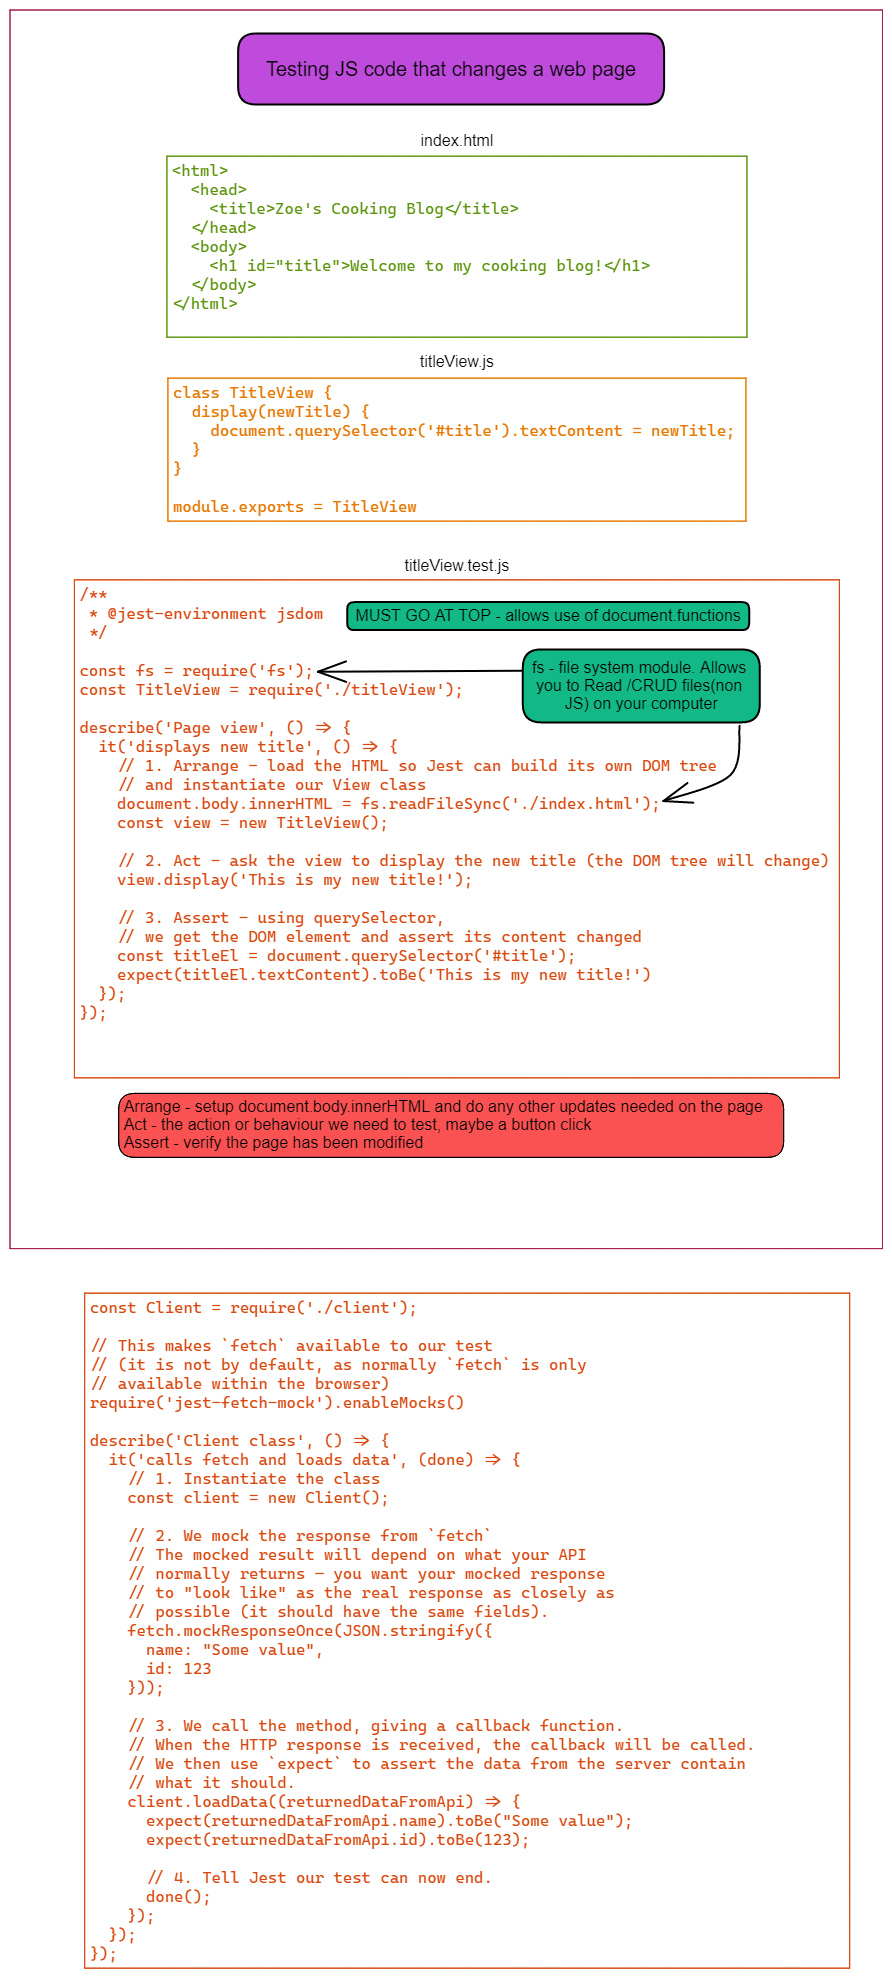 Testing JS code that changes a web page
index.html
<html>
  <head>
    <title>Zoe's Cooking Blog</title>
  </head>
  <body>
    <h1 id="title">Welcome to my cooking blog!</h1>
  </body>
</html>
titleView.js
class TitleView {
  display(newTitle) {
    document.querySelector('#title').textContent = newTitle;
  }
}

module.exports = TitleView
titleView.test.js
/**
 * @jest-environment jsdom
 */
MUST GO AT TOP - allows use of document.functions

const fs = require('fs');
const TitleView = require('./titleView');
fs - file system module. Allows
you to Read /CRUD files(non
JS) on your computer

describe('Page view', () => {
  it('displays new title', () => {
    // 1. Arrange - load the HTML so Jest can build its own DOM tree
    // and instantiate our View class
    document.body.innerHTML = fs.readFileSync('./index.html');
    const view = new TitleView();

    // 2. Act - ask the view to display the new title (the DOM tree will change)
    view.display('This is my new title!');

    // 3. Assert - using querySelector,
    // we get the DOM element and assert its content changed
    const titleEl = document.querySelector('#title');
    expect(titleEl.textContent).toBe('This is my new title!')
  });
});
Arrange - setup document.body.innerHTML and do any other updates needed on the page
Act - the action or behaviour we need to test, maybe a button click
Assert - verify the page has been modified
const Client = require('./client');

// This makes `fetch` available to our test
// (it is not by default, as normally `fetch` is only
// available within the browser)
require('jest-fetch-mock').enableMocks()

describe('Client class', () => {
  it('calls fetch and loads data', (done) => {
    // 1. Instantiate the class
    const client = new Client();

    // 2. We mock the response from `fetch`
    // The mocked result will depend on what your API
    // normally returns — you want your mocked response
    // to "look like" as the real response as closely as
    // possible (it should have the same fields).
    fetch.mockResponseOnce(JSON.stringify({
      name: "Some value",
      id: 123
    }));

    // 3. We call the method, giving a callback function.
    // When the HTTP response is received, the callback will be called.
    // We then use `expect` to assert the data from the server contain
    // what it should.
    client.loadData((returnedDataFromApi) => {
      expect(returnedDataFromApi.name).toBe("Some value");
      expect(returnedDataFromApi.id).toBe(123);

      // 4. Tell Jest our test can now end.
      done();
    });
  });
});